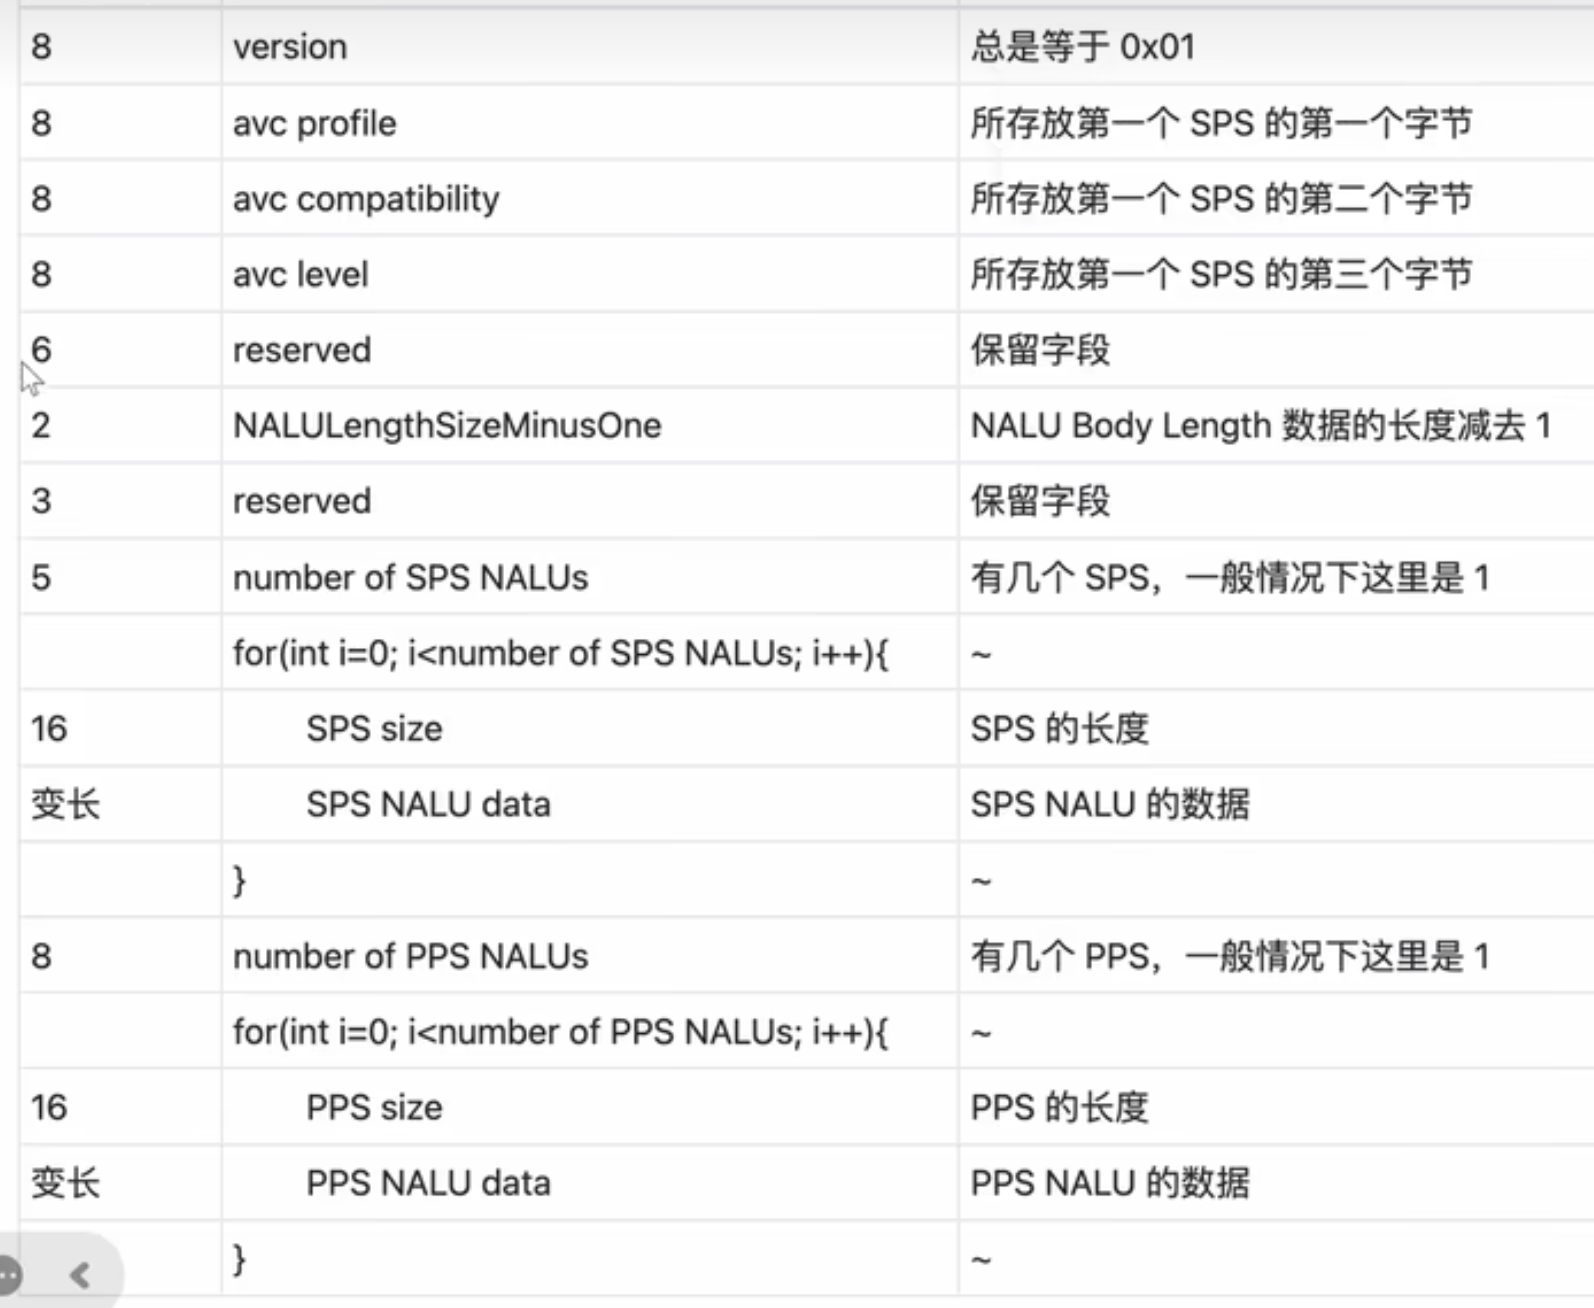 8 version 总是等于 0x01
8 avc profile 所存放第一个 SPS 的第一个字节
8 avc compatibility 所存放第一个 SPS 的第二个字节
8 avc level 所存放第一个 SPS 的第三个字节
6 reserved 保留字段
2 NALULengthSizeMinusOne NALU Body Length 数据的长度减去 1
3 reserved 保留字段
5 number of SPS NALUs 有几个 SPS，一般情况下这里是 1
for(int i=0; i<number of SPS NALUs; i++){ ~
16 SPS size SPS 的长度
变长 SPS NALU data SPS NALU 的数据
} ~
8 number of PPS NALUs 有几个 PPS，一般情况下这里是 1
for(int i=0; i<number of PPS NALUs; i++){ ~
16 PPS size PPS 的长度
变长 PPS NALU data PPS NALU 的数据
} ~